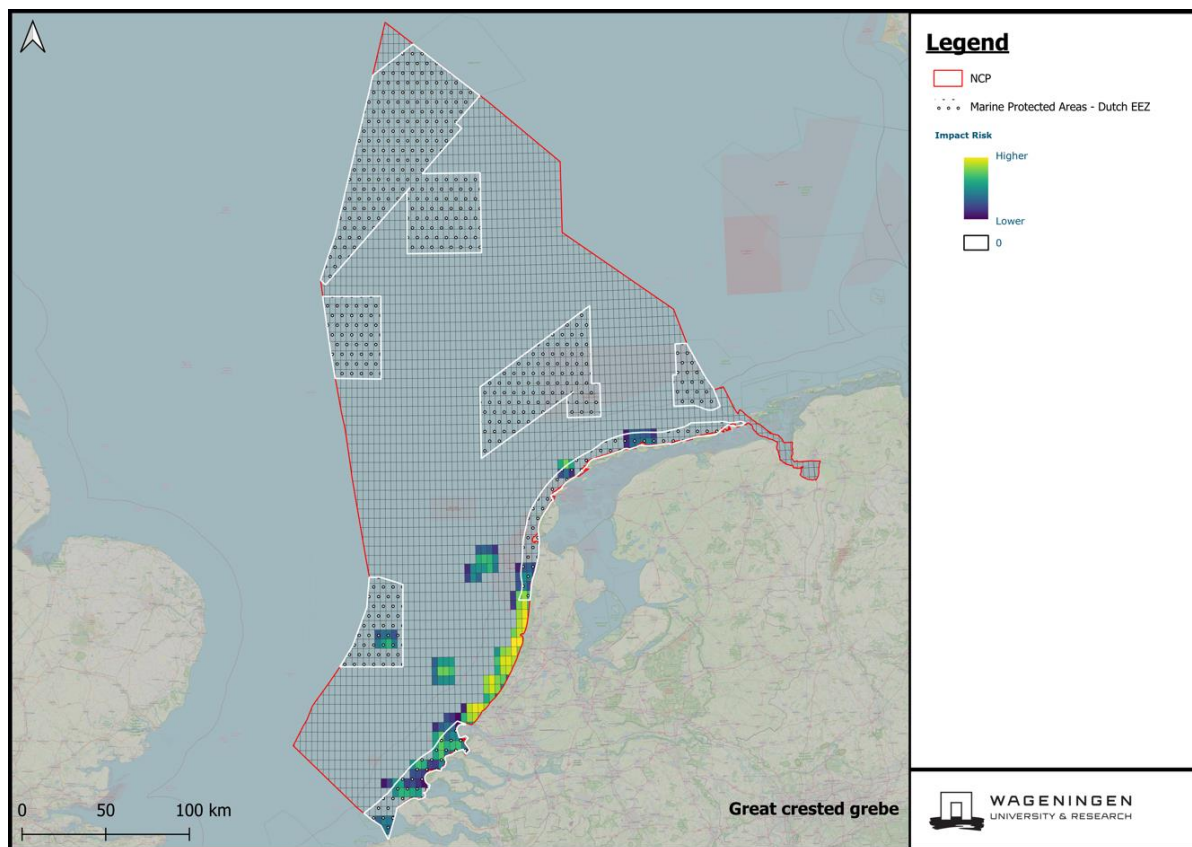 Legend
NCP
Marine Protected Areas - Dutch EEZ
Impact Risk
Higher
Lower
0
0 50 100 km
Great crested grebe
WAGENINGEN
UNIVERSITY & RESEARCH